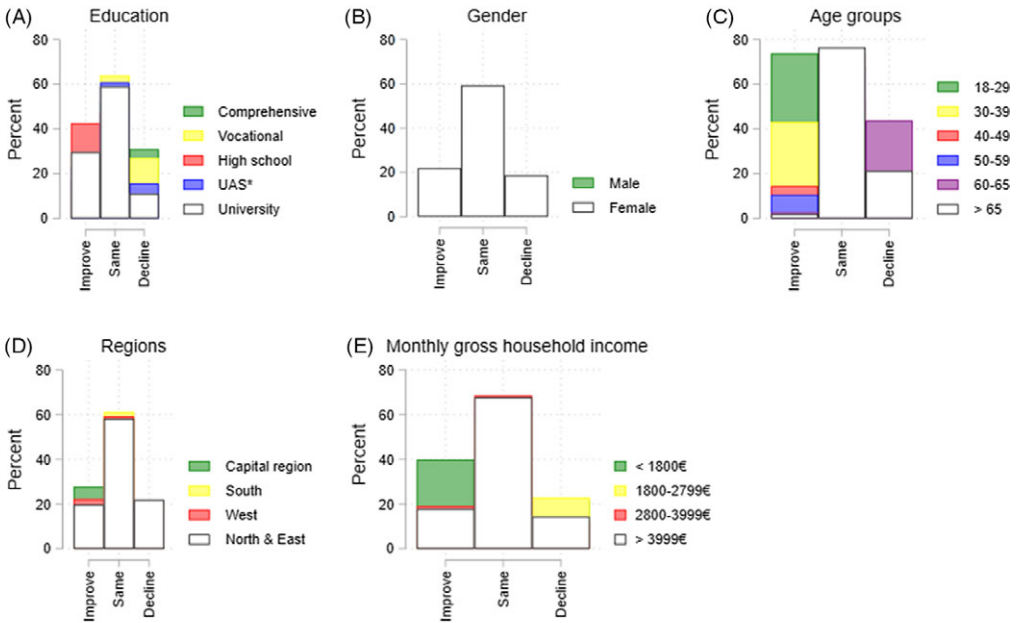 (A) Education
Percent
80
60
40
20
0
Improve
Same
Decline
Comprehensive
Vocational
High school
UAS*
University
(B) Gender
Percent
80
60
40
20
0
Improve
Same
Decline
Male
Female
(C) Age groups
Percent
80
60
40
20
0
Improve
Same
Decline
18-29
30-39
40-49
50-59
60-65
> 65
(D) Regions
Percent
80
60
40
20
0
Improve
Same
Decline
Capital region
South
West
North & East
(E) Monthly gross household income
Percent
80
60
40
20
0
Improve
Same
Decline
< 1800€
1800-2799€
2800-3999€
> 3999€